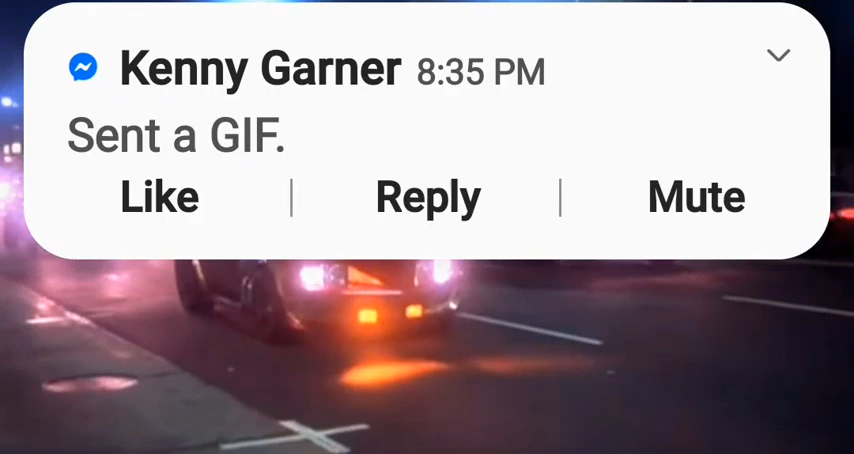 Kenny Garner 8:35 PM
Sent a GIF.
Like | Reply | Mute